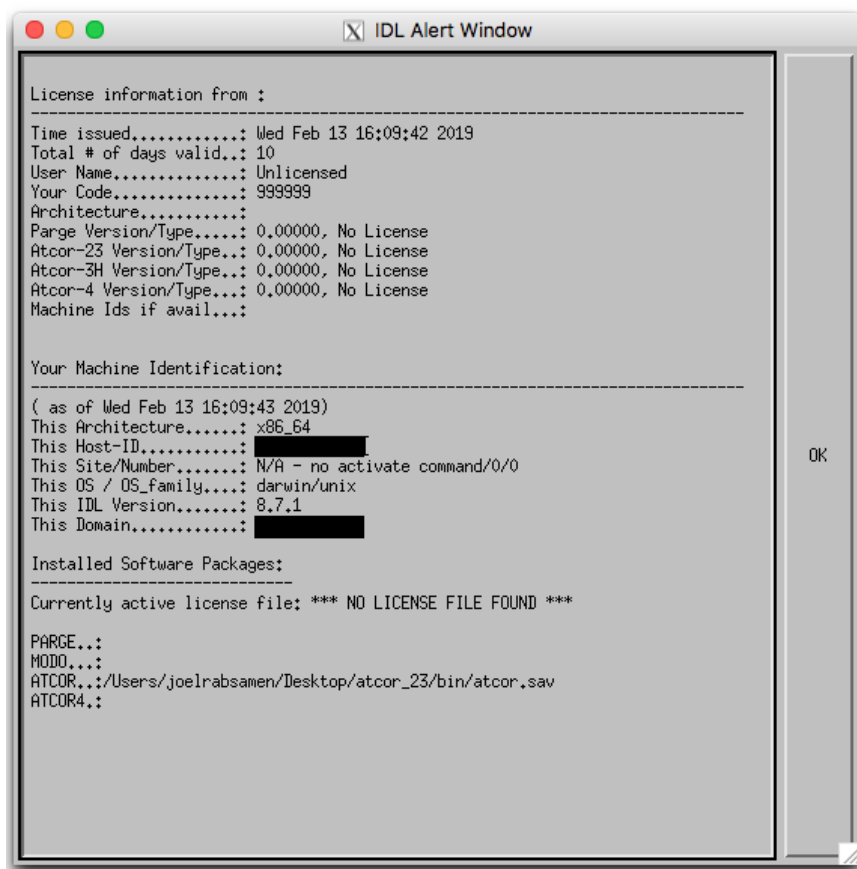 IDL Alert Window
License information from :
-------------------------------------------------------------------------------
Time issued............: Wed Feb 13 16:09:42 2019
Total # of days valid..: 10
User Name..............: Unlicensed
Your Code..............: 999999
Architecture...........:
Parge Version/Type.....: 0.00000, No License
Atcor-23 Version/Type..: 0.00000, No License
Atcor-3H Version/Type..: 0.00000, No License
Atcor-4 Version/Type...: 0.00000, No License
Machine Ids if avail...:
Your Machine Identification:
-------------------------------------------------------------------------------
( as of Wed Feb 13 16:09:43 2019)
This Architecture......: x86_64
This Host-ID...........:
This Site/Number.......: N/A - no activate command/0/0
This OS / OS_family....: darwin/unix
This IDL Version.......: 8.7.1
This Domain............:
Installed Software Packages:
-----------------------------
Currently active license file: *** NO LICENSE FILE FOUND ***
PARGE..:
MODO...:
ATCOR..:/Users/joelrabsamen/Desktop/atcor_23/bin/atcor.sav
ATCOR4.:
OK